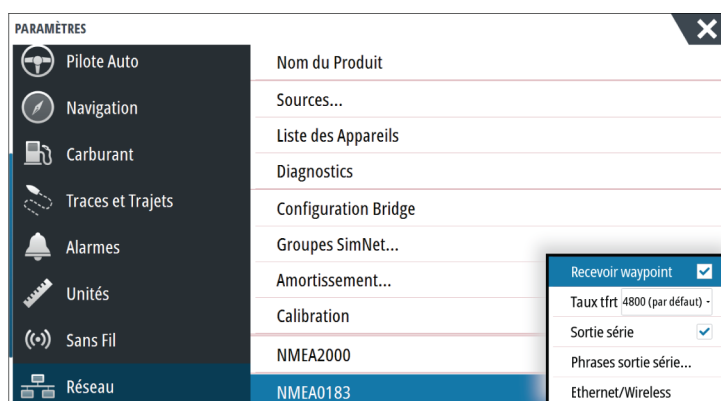 PARAMÈTRES
Pilote Auto
Navigation
Carburant
Traces et Trajets
Alarmes
Unités
Sans Fil
Réseau
Nom du Produit
Sources...
Liste des Appareils
Diagnostics
Configuration Bridge
Groupes SimNet...
Amortissement...
Calibration
NMEA2000
NMEA0183
Recevoir waypoint
Taux tfrt 4800 (par défaut)
Sortie série
Phrases sortie série...
Ethernet/Wireless